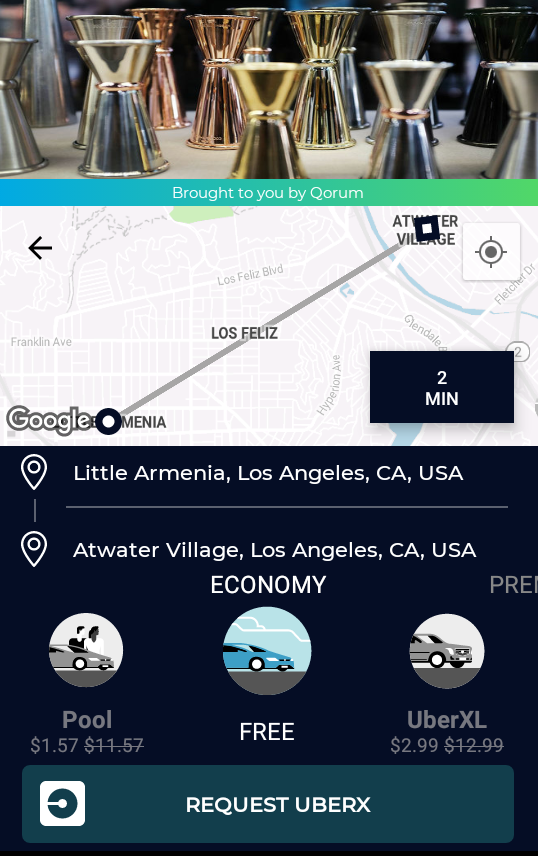 Brought to you by Qorum
ATWATER
VILLAGE
Los Feliz Blvd
Fletcher Dr
LOS FELIZ
Franklin Ave
Glendale B
2
Hyperion Ave
2
MIN
Google
MENIA
Little Armenia, Los Angeles, CA, USA
Atwater Village, Los Angeles, CA, USA
ECONOMY
PREM
Pool
FREE
UberXL
$1.57 $11.57
$2.99 $12.99
REQUEST UBERX